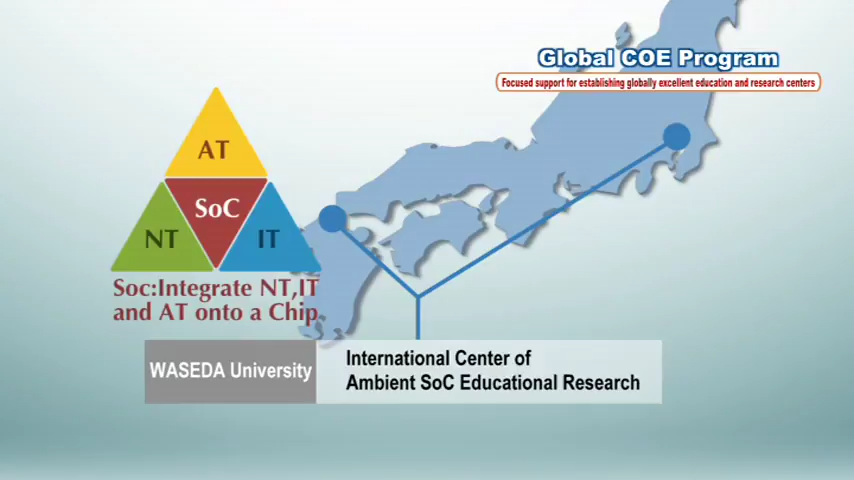 Global COE Program
Focused support for establishing globally excellent education and research centers
AT
SoC
NT
IT
Soc:Integrate NT,IT
and AT onto a Chip
WASEDA University
International Center of
Ambient SoC Educational Research